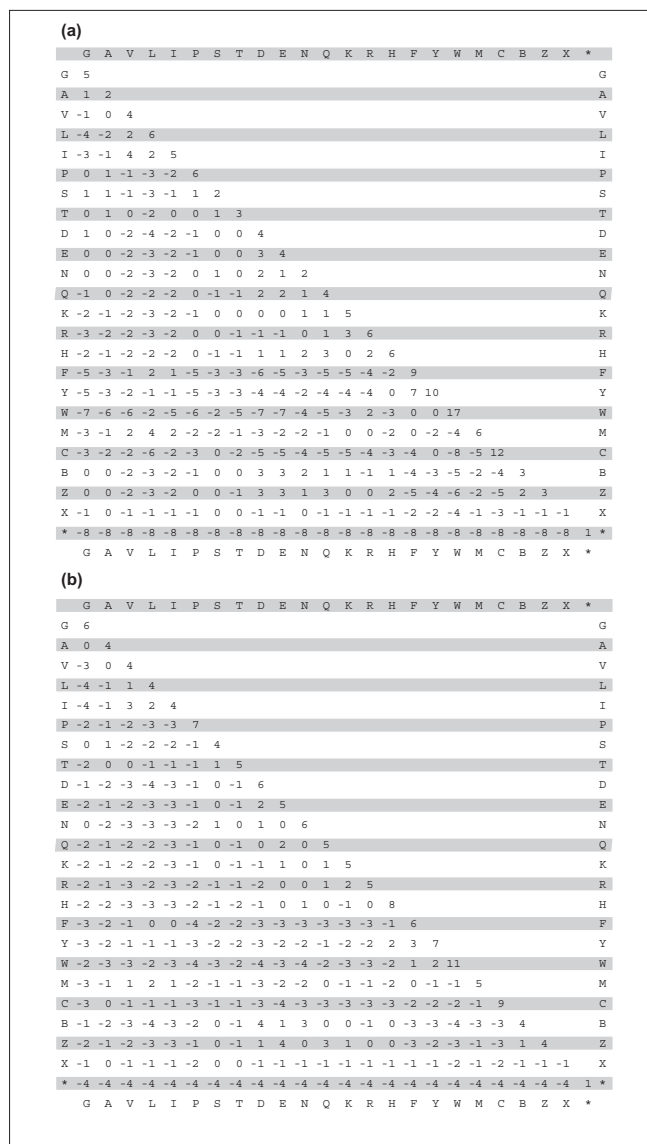 (a)
G A V L I P S T D E N Q K R H F Y W M C B Z X *
G 5 G
A 1 2 A
V -1 0 4 V
L -4 -2 2 6 L
I -3 -1 4 2 5 I
P 0 1 -1 -3 -2 6 P
S 1 1 -1 -3 -1 1 2 S
T 0 1 0 -2 0 0 1 3 T
D 1 0 -2 -4 -2 -1 0 0 4 D
E 0 0 -2 -3 -2 -1 0 0 3 4 E
N 0 0 -2 -3 -2 0 1 0 2 1 2 N
Q -1 0 -2 -2 -2 0 -1 -1 2 2 1 4 Q
K -2 -1 -2 -3 -2 -1 0 0 0 0 1 1 5 K
R -3 -2 -2 -3 -2 0 0 -1 -1 -1 0 1 3 6 R
H -2 -1 -2 -2 -2 0 -1 -1 1 1 2 3 0 2 6 H
F -5 -3 -1 2 1 -5 -3 -3 -6 -5 -3 -5 -5 -4 -2 9 F
Y -5 -3 -2 -1 -1 -5 -3 -3 -4 -4 -2 -4 -4 -4 0 7 10 Y
W -7 -6 -6 -2 -5 -6 -2 -5 -7 -7 -4 -5 -3 2 -3 0 0 17 W
M -3 -1 2 4 2 -2 -2 -1 -3 -2 -2 -1 0 0 -2 0 -2 -4 6 M
C -3 -2 -2 -6 -2 -3 0 -2 -5 -5 -4 -5 -5 -4 -3 -4 0 -8 -5 12 C
B 0 0 -2 -3 -2 -1 0 0 3 3 2 1 1 -1 1 -4 -3 -5 -2 -4 3 B
Z 0 0 -2 -3 -2 0 0 -1 3 3 1 3 0 0 2 -5 -4 -6 -2 -5 2 3 Z
X -1 0 -1 -1 -1 -1 0 0 -1 -1 0 -1 -1 -1 -1 -2 -2 -4 -1 -3 -1 -1 -1 X
* -8 -8 -8 -8 -8 -8 -8 -8 -8 -8 -8 -8 -8 -8 -8 -8 -8 -8 -8 -8 -8 -8 -8 1 *
G A V L I P S T D E N Q K R H F Y W M C B Z X *
(b)
G A V L I P S T D E N Q K R H F Y W M C B Z X *
G 6 G
A 0 4 A
V -3 0 4 V
L -4 -1 1 4 L
I -4 -1 3 2 4 I
P -2 -1 -2 -3 -3 7 P
S 0 1 -2 -2 -2 -1 4 S
T -2 0 0 -1 -1 -1 1 5 T
D -1 -2 -3 -4 -3 -1 0 -1 6 D
E -2 -1 -2 -3 -3 -1 0 -1 2 5 E
N 0 -2 -3 -3 -3 -2 1 0 1 0 6 N
Q -2 -1 -2 -2 -3 -1 0 -1 0 2 0 5 Q
K -2 -1 -2 -2 -3 -1 0 -1 -1 1 0 1 5 K
R -2 -1 -3 -2 -3 -2 -1 -1 -2 0 0 1 2 5 R
H -2 -2 -3 -3 -3 -2 -1 -2 -1 0 1 0 -1 0 8 H
F -3 -2 -1 0 0 -4 -2 -2 -3 -3 -3 -3 -3 -3 -1 6 F
Y -3 -2 -1 -1 -1 -3 -2 -2 -3 -2 -2 -1 -2 -2 2 3 7 Y
W -2 -3 -3 -2 -3 -4 -3 -2 -4 -3 -4 -2 -3 -3 -2 1 2 11 W
M -3 -1 1 2 1 -2 -1 -1 -3 -2 -2 0 -1 -1 -2 0 -1 -1 5 M
C -3 0 -1 -1 -1 -3 -1 -1 -3 -4 -3 -3 -3 -3 -3 -2 -2 -2 -1 9 C
B -1 -2 -3 -4 -3 -2 0 -1 4 1 3 0 0 -1 0 -3 -3 -4 -3 -3 4 B
Z -2 -1 -2 -3 -3 -1 0 -1 1 4 0 3 1 0 0 -3 -2 -3 -1 -3 1 4 Z
X -1 0 -1 -1 -1 -2 0 0 -1 -1 -1 -1 -1 -1 -1 -1 -1 -2 -1 -2 -1 -1 -1 X
* -4 -4 -4 -4 -4 -4 -4 -4 -4 -4 -4 -4 -4 -4 -4 -4 -4 -4 -4 -4 -4 -4 -4 1 *
G A V L I P S T D E N Q K R H F Y W M C B Z X *